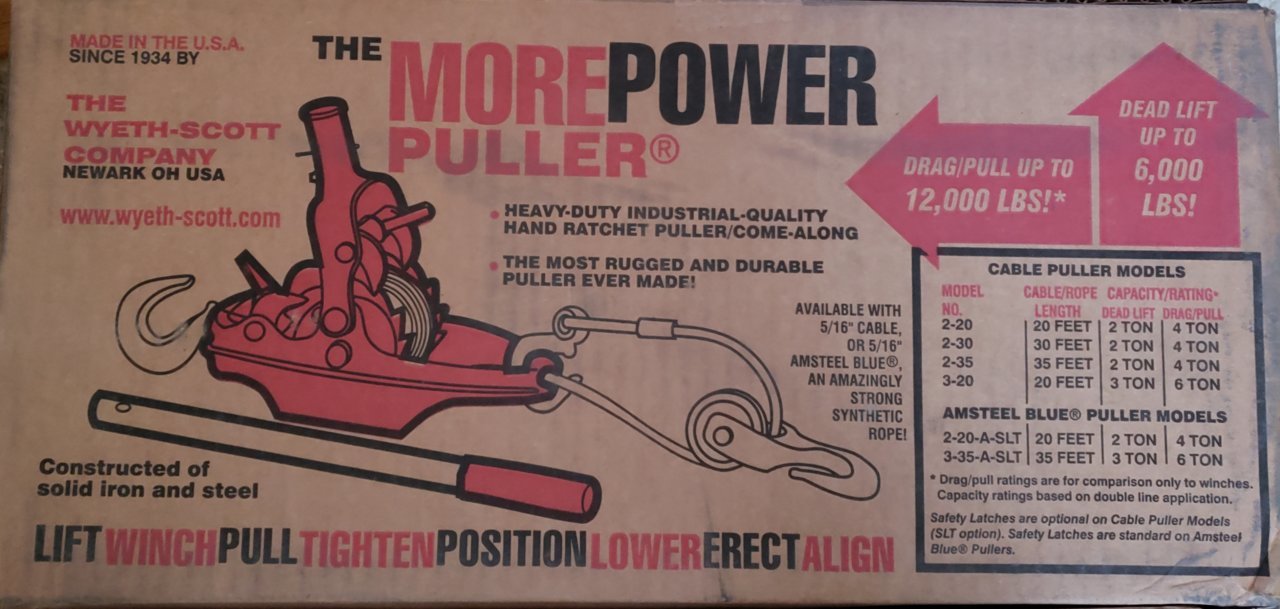 MADE IN THE U.S.A.
SINCE 1934 BY
THE
WYETH-SCOTT
COMPANY
NEWARK OH USA
www.wyeth-scott.com
THE MOREPOWER
PULLER®
• HEAVY-DUTY INDUSTRIAL-QUALITY
HAND RATCHET PULLER/COME-ALONG
• THE MOST RUGGED AND DURABLE
PULLER EVER MADE!
DRAG/PULL UP TO
12,000 LBS!*
DEAD LIFT
UP TO
6,000
LBS!
AVAILABLE WITH
5/16" CABLE,
OR 5/16"
AMSTEEL BLUE®,
AN AMAZINGLY
STRONG
SYNTHETIC
ROPE!
CABLE PULLER MODELS
MODEL CABLE/ROPE CAPACITY/RATING*
NO. LENGTH DEAD LIFT DRAG/PULL
2-20 20 FEET 2 TON 4 TON
2-30 30 FEET 2 TON 4 TON
2-35 35 FEET 2 TON 4 TON
3-20 20 FEET 3 TON 6 TON
AMSTEEL BLUE® PULLER MODELS
2-20-A-SLT 20 FEET 2 TON 4 TON
3-35-A-SLT 35 FEET 3 TON 6 TON
* Drag/pull ratings are for comparison only to winches.
Capacity ratings based on double line application.
Safety Latches are optional on Cable Puller Models
(SLT option). Safety Latches are standard on Amsteel
Blue® Pullers.
Constructed of
solid iron and steel
LIFT WINCH PULL TIGHTEN POSITION LOWER ERECT ALIGN